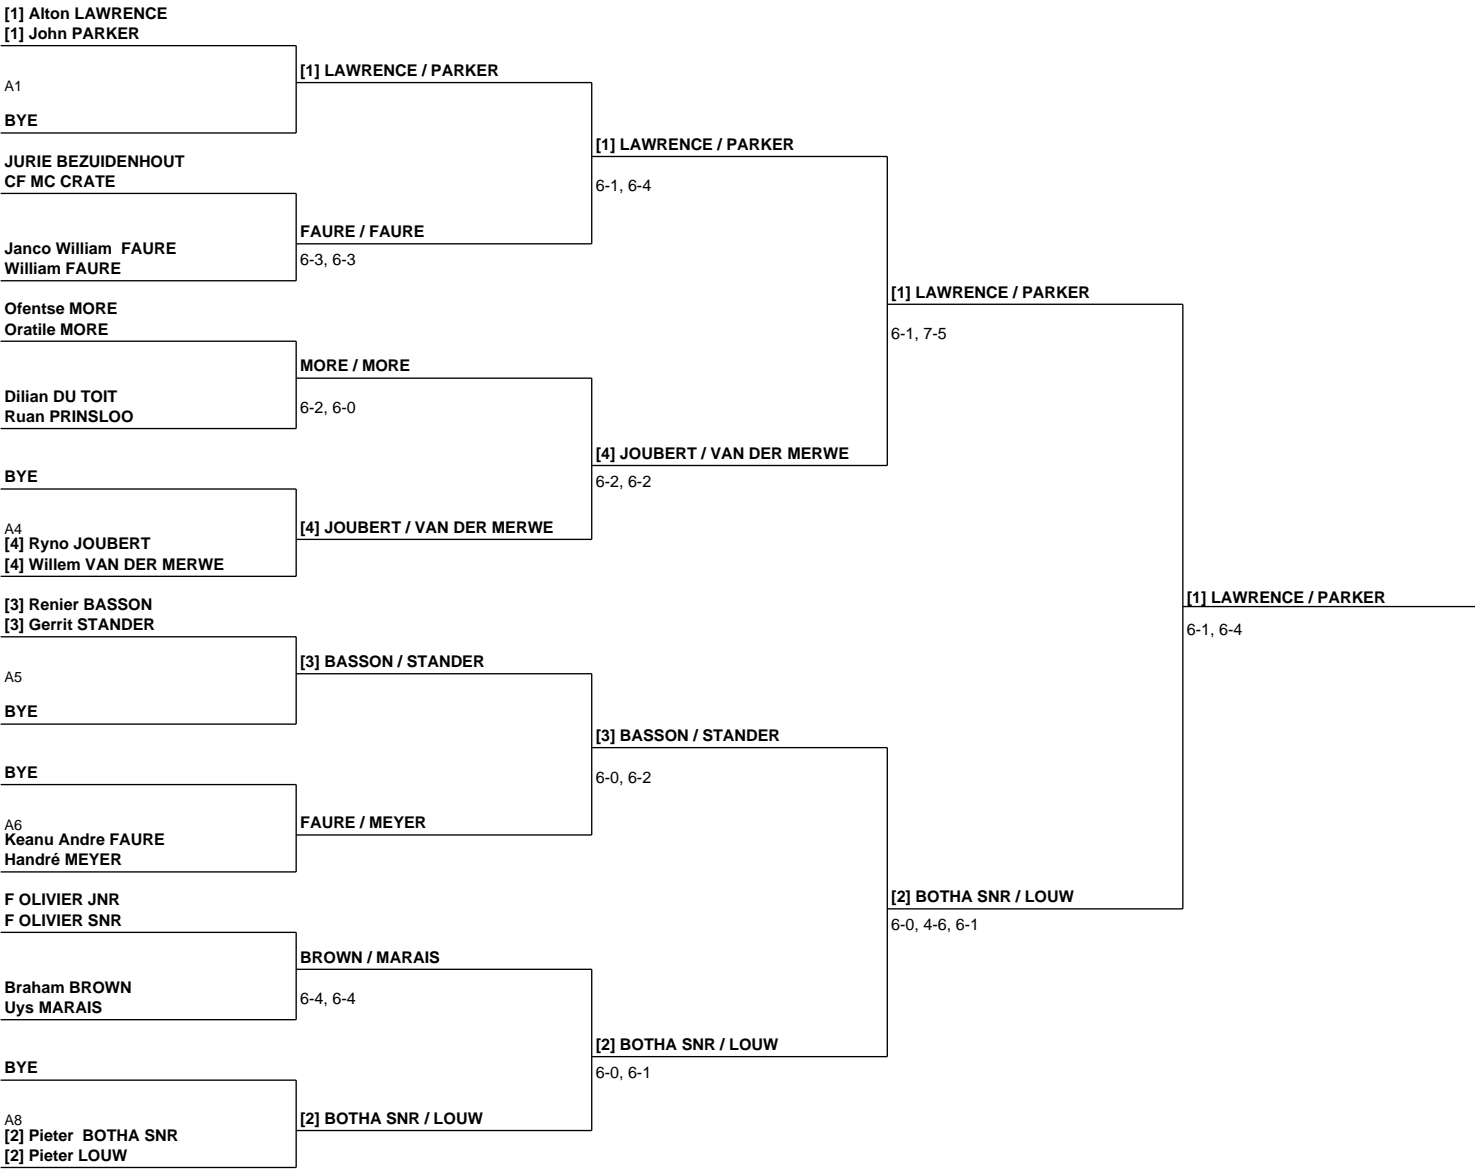 [1] Alton LAWRENCE
[1] John PARKER
[1] LAWRENCE / PARKER
A1
BYE
[1] LAWRENCE / PARKER
JURIE BEZUIDENHOUT
CF MC CRATE
6-1, 6-4
FAURE / FAURE
Janco William  FAURE
William FAURE
6-3, 6-3
[1] LAWRENCE / PARKER
Ofentse MORE
Oratile MORE
6-1, 7-5
MORE / MORE
Dilian DU TOIT
Ruan PRINSLOO
6-2, 6-0
[4] JOUBERT / VAN DER MERWE
BYE
6-2, 6-2
A4
[4] JOUBERT / VAN DER MERWE
[4] Ryno JOUBERT
[4] Willem VAN DER MERWE
[1] LAWRENCE / PARKER
[3] Renier BASSON
[3] Gerrit STANDER
6-1, 6-4
[3] BASSON / STANDER
A5
BYE
[3] BASSON / STANDER
BYE
6-0, 6-2
A6
FAURE / MEYER
Keanu Andre FAURE
Handré MEYER
[2] BOTHA SNR / LOUW
F OLIVIER JNR
F OLIVIER SNR
6-0, 4-6, 6-1
BROWN / MARAIS
Braham BROWN
Uys MARAIS
6-4, 6-4
[2] BOTHA SNR / LOUW
BYE
6-0, 6-1
A8
[2] BOTHA SNR / LOUW
[2] Pieter  BOTHA SNR
[2] Pieter LOUW